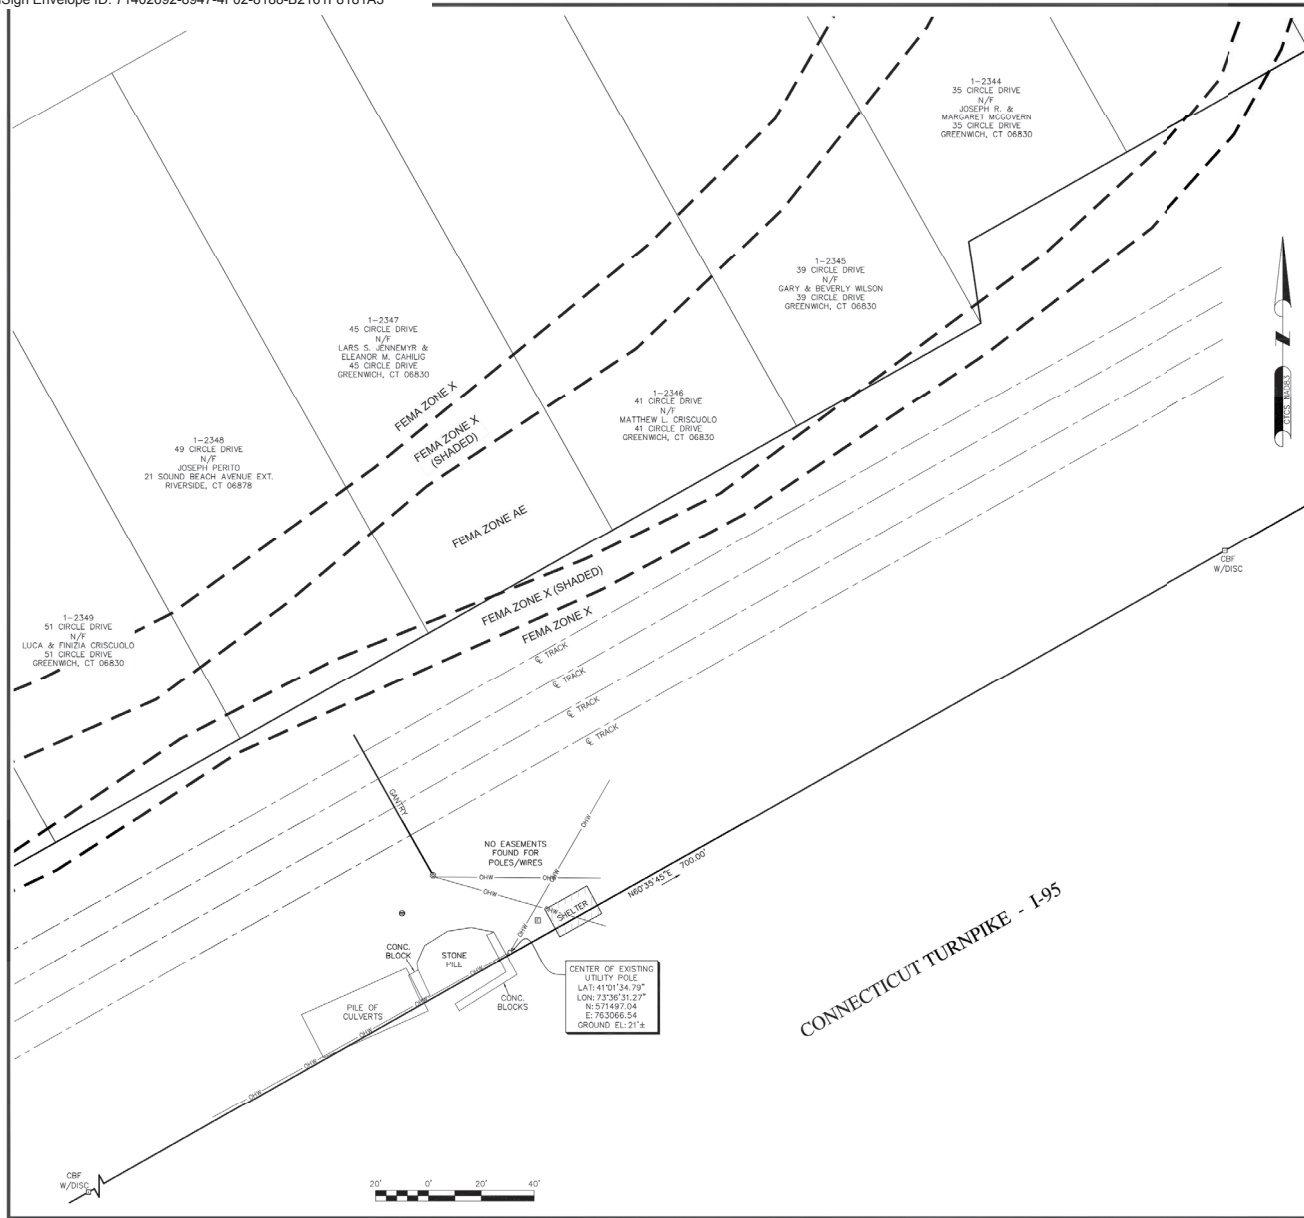 1-2344
35 CIRCLE DRIVE
N/F
JOSEPH R. &
MARGARET MCGOVERN
35 CIRCLE DRIVE
GREENWICH, CT 06830
1-2345
39 CIRCLE DRIVE
N/F
GARY & BEVERLY WILSON
39 CIRCLE DRIVE
GREENWICH, CT 06830
1-2347
45 CIRCLE DRIVE
N/F
LARS S. JENNEMYR &
ELEANOR M. CAHILIG
45 CIRCLE DRIVE
GREENWICH, CT 06830
1-2346
41 CIRCLE DRIVE
N/F
MATTHEW L. CRISCUOLO
41 CIRCLE DRIVE
GREENWICH, CT 06830
CTCS NAD83
FEMA ZONE X
FEMA ZONE X
(SHADED)
1-2348
49 CIRCLE DRIVE
N/F
JOSEPH PERITO
21 SOUND BEACH AVENUE EXT.
RIVERSIDE, CT 06878
FEMA ZONE AE
CBF
W/DISC
FEMA ZONE X (SHADED)
FEMA ZONE X
1-2349
51 CIRCLE DRIVE
N/F
LUCA & FINIZIA CRISCUOLO
51 CIRCLE DRIVE
GREENWICH, CT 06830
℄ TRACK
℄ TRACK
℄ TRACK
℄ TRACK
GANTRY
OHW
NO EASEMENTS
FOUND FOR
POLES/WIRES
OHW
OHW
OHW
OHW
N60°35'45"E 700.00'
SHELTER
E
OHW
CONC.
BLOCK
STONE
PILE
OHW
CENTER OF EXISTING
UTILITY POLE
LAT: 41°01'34.79"
LON: 73°36'31.27"
N: 571497.04
E: 763066.54
GROUND EL: 21'±
CONC.
BLOCKS
PILE OF
CULVERTS
OHW
OHW
OHW
OHW
CONNECTICUT TURNPIKE - I-95
CBF
W/DISC
20' 0' 20' 40'